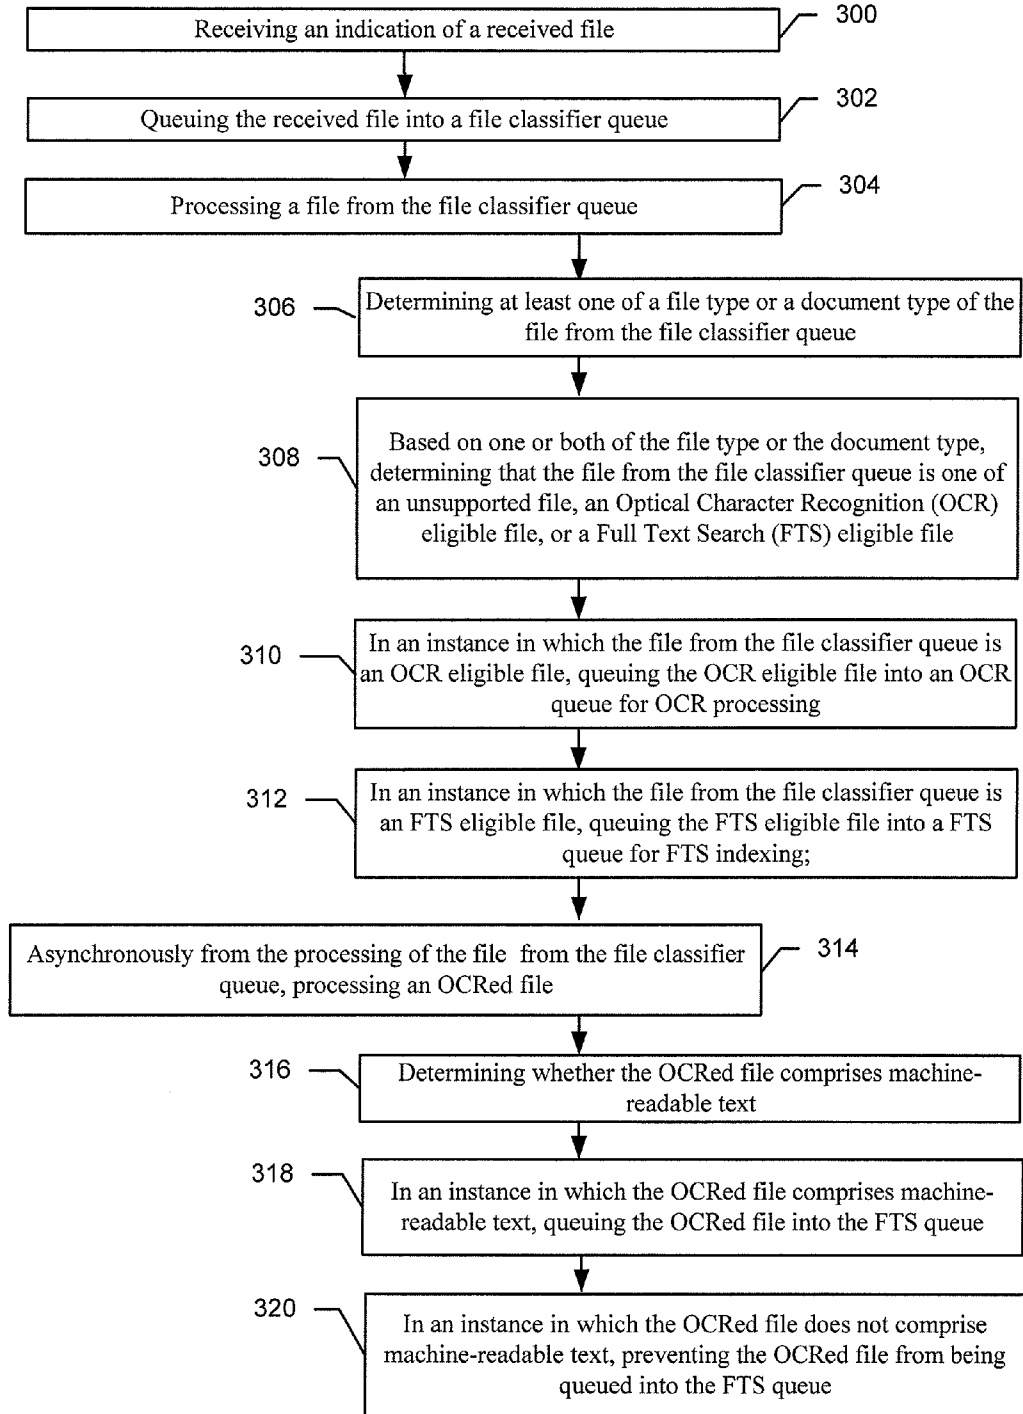 Receiving an indication of a received file
300
Queuing the received file into a file classifier queue
302
Processing a file from the file classifier queue
304
306
Determining at least one of a file type or a document type of the
file from the file classifier queue
308
Based on one or both of the file type or the document type,
determining that the file from the file classifier queue is one of
an unsupported file, an Optical Character Recognition (OCR)
eligible file, or a Full Text Search (FTS) eligible file
310
In an instance in which the file from the file classifier queue is
an OCR eligible file, queuing the OCR eligible file into an OCR
queue for OCR processing
312
In an instance in which the file from the file classifier queue is
an FTS eligible file, queuing the FTS eligible file into a FTS
queue for FTS indexing;
Asynchronously from the processing of the file from the file classifier
queue, processing an OCRed file
314
316
Determining whether the OCRed file comprises machine-
readable text
318
In an instance in which the OCRed file comprises machine-
readable text, queuing the OCRed file into the FTS queue
320
In an instance in which the OCRed file does not comprise
machine-readable text, preventing the OCRed file from being
queued into the FTS queue